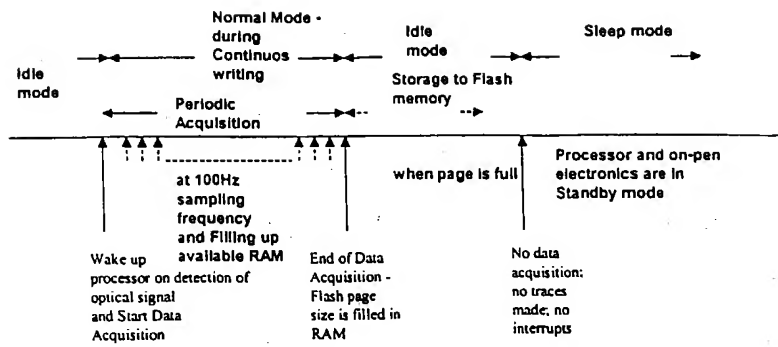 Normal Mode -
during
Continuos
writing
Idle
mode
Sleep mode
Idle
mode
Storage to Flash
memory
Periodic
Acquisition
at 100Hz
sampling
frequency
and Filling up
available RAM
when page is full
Processor and on-pen
electronics are in
Standby mode
Wake up
processor on detection of
optical signal
and Start Data
Acquisition
End of Data
Acquisition -
Flash page
size is filled in
RAM
No data
acquisition;
no traces
made; no
interrupts